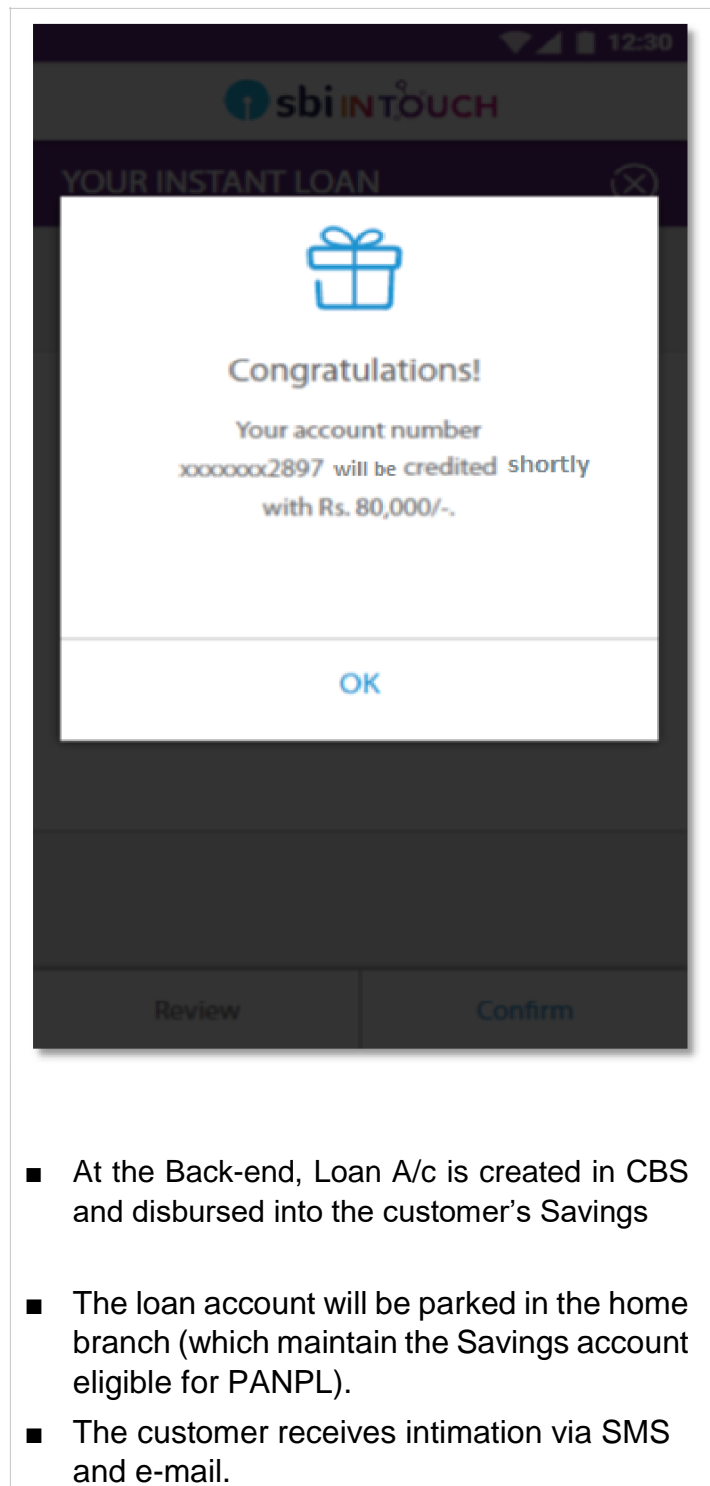 12:30
sbi INTOUCH
YOUR INSTANT LOAN
Congratulations!
Your account number
xxxxxxx2897 will be credited shortly
with Rs. 80,000/-.
OK
Review Confirm
■ At the Back-end, Loan A/c is created in CBS
and disbursed into the customer’s Savings
■ The loan account will be parked in the home
branch (which maintain the Savings account
eligible for PANPL).
■ The customer receives intimation via SMS
and e-mail.